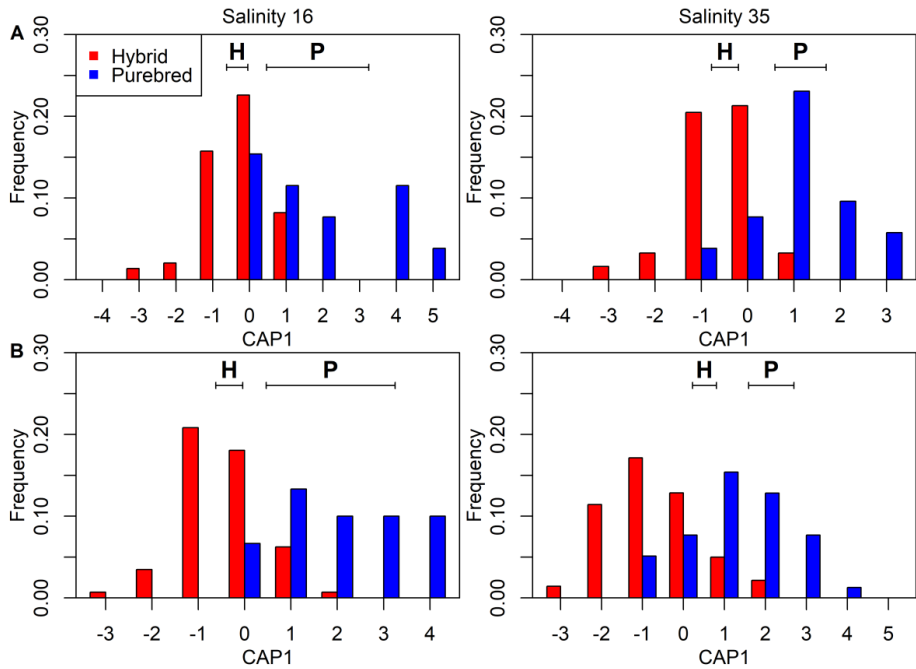 Salinity 16
Salinity 35
A
0.30
0.20
0.10
0.00
Frequency
Hybrid
Purebred
H
P
-4 -3 -2 -1 0 1 2 3 4 5
CAP1
0.30
0.20
0.10
0.00
Frequency
H
P
-4 -3 -2 -1 0 1 2 3
CAP1
B
0.30
0.20
0.10
0.00
Frequency
H
P
-3 -2 -1 0 1 2 3 4
CAP1
0.30
0.20
0.10
0.00
Frequency
H
P
-3 -2 -1 0 1 2 3 4 5
CAP1